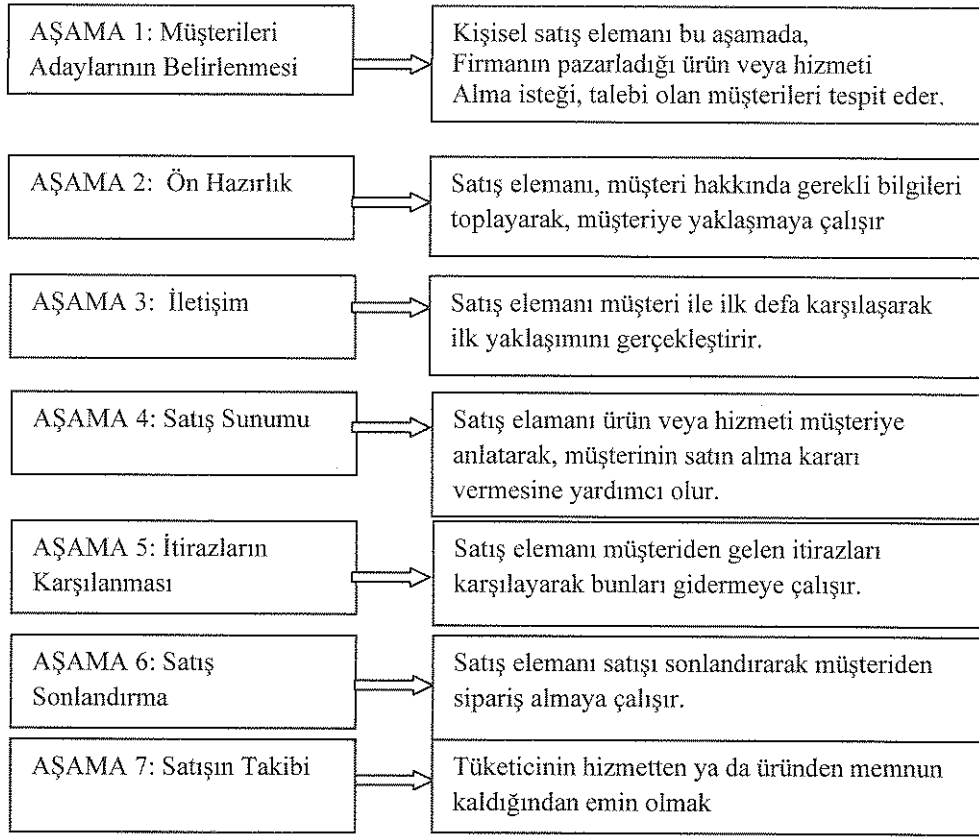 AŞAMA 1: Müşterileri
Adaylarının Belirlenmesi
Kişisel satış elemanı bu aşamada,
Firmanın pazarladığı ürün veya hizmeti
Alma isteği, talebi olan müşterileri tespit eder.
AŞAMA 2: Ön Hazırlık
Satış elemanı, müşteri hakkında gerekli bilgileri
toplayarak, müşteriye yaklaşmaya çalışır
AŞAMA 3: İletişim
Satış elemanı müşteri ile ilk defa karşılaşarak
ilk yaklaşımını gerçekleştirir.
AŞAMA 4: Satış Sunumu
Satış elamanı ürün veya hizmeti müşteriye
anlatarak, müşterinin satın alma kararı
vermesine yardımcı olur.
AŞAMA 5: İtirazların
Karşılanması
Satış elemanı müşteriden gelen itirazları
karşılayarak bunları gidermeye çalışır.
AŞAMA 6: Satış
Sonlandırma
Satış elemanı satışı sonlandırarak müşteriden
sipariş almaya çalışır.
AŞAMA 7: Satışın Takibi
Tüketicinin hizmetten ya da üründen memnun
kaldığından emin olmak